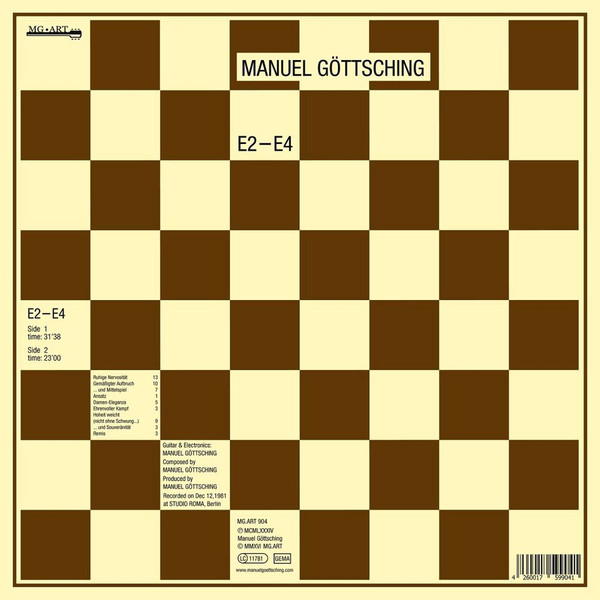 MG•ART
MANUEL GÖTTSCHING
E2–E4
E2–E4
Side 1
time: 31'38
Side 2
time: 23'00
Ruhige Nervosität 13
Gemäßigter Aufbruch 10
... und Mittelspiel 7
Ansatz 1
Damen-Eleganza 5
Ehrenvoller Kampf 3
Hoheit weicht
(nicht ohne Schwung...) 9
... und Souveränität 3
Remis 3
Guitar & Electronics:
MANUEL GÖTTSCHING
Composed by
MANUEL GÖTTSCHING
Produced by
MANUEL GÖTTSCHING
Recorded on Dec 12,1981
at STUDIO ROMA, Berlin
MG.ART 904
℗ MCMLXXXIV
Manuel Göttsching
© MMXVI MG.ART
LC 11781 GEMA
www.manuelgoettsching.com
4 260017 599041